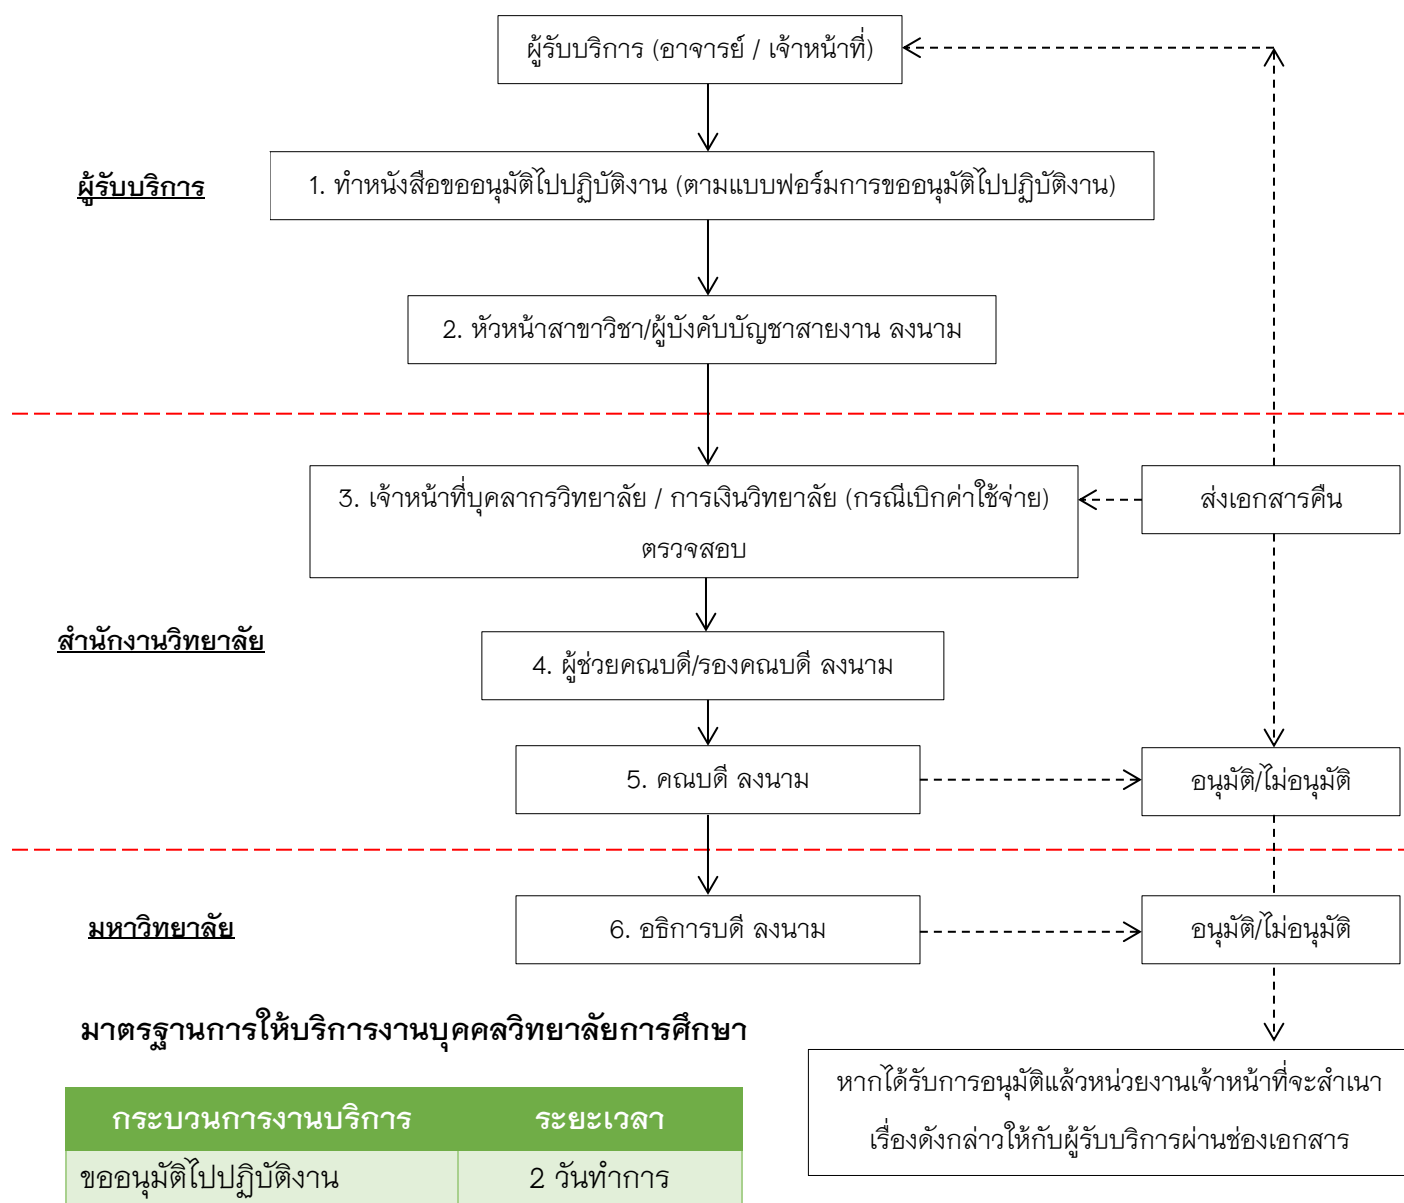 ผู้รับบริการ (อาจารย์ / เจ้าหน้าที่)
ผู้รับบริการ
1. ทำหนังสือขออนุมัติไปปฏิบัติงาน (ตามแบบฟอร์มการขออนุมัติไปปฏิบัติงาน)
2. หัวหน้าสาขาวิชา/ผู้บังคับบัญชาสายงาน ลงนาม
3. เจ้าหน้าที่บุคลากรวิทยาลัย / การเงินวิทยาลัย (กรณีเบิกค่าใช้จ่าย)
ตรวจสอบ
ส่งเอกสารคืน
สำนักงานวิทยาลัย
4. ผู้ช่วยคณบดี/รองคณบดี ลงนาม
5. คณบดี ลงนาม
อนุมัติ/ไม่อนุมัติ
มหาวิทยาลัย
6. อธิการบดี ลงนาม
อนุมัติ/ไม่อนุมัติ
มาตรฐานการให้บริการงานบุคคลวิทยาลัยการศึกษา
หากได้รับการอนุมัติแล้วหน่วยงานเจ้าหน้าที่จะสำเนา
เรื่องดังกล่าวให้กับผู้รับบริการผ่านช่องเอกสาร
กระบวนการงานบริการ ระยะเวลา
ขออนุมัติไปปฏิบัติงาน 2 วันทำการ